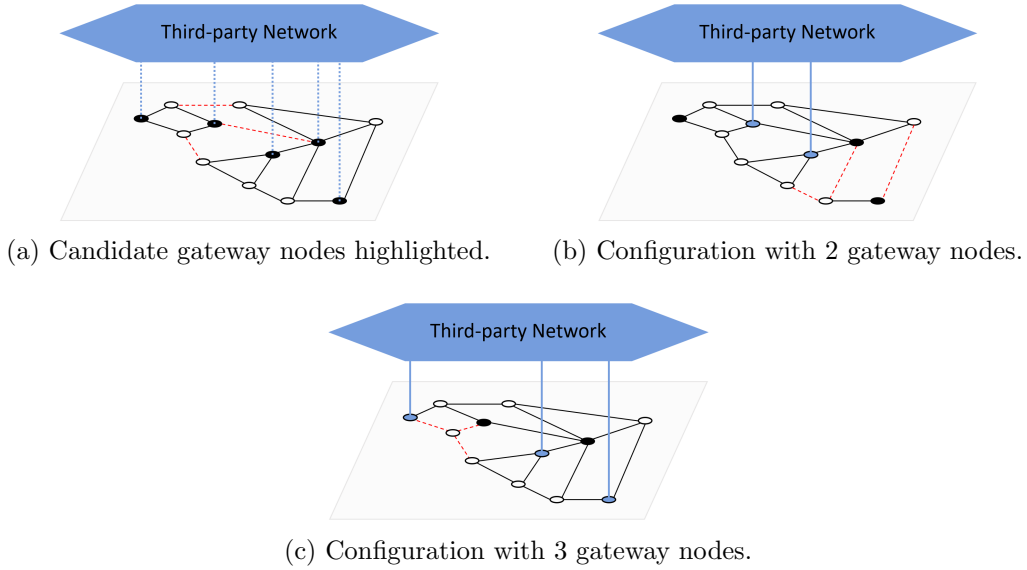 Third-party Network
Third-party Network
(a) Candidate gateway nodes highlighted.
(b) Configuration with 2 gateway nodes.
Third-party Network
(c) Configuration with 3 gateway nodes.